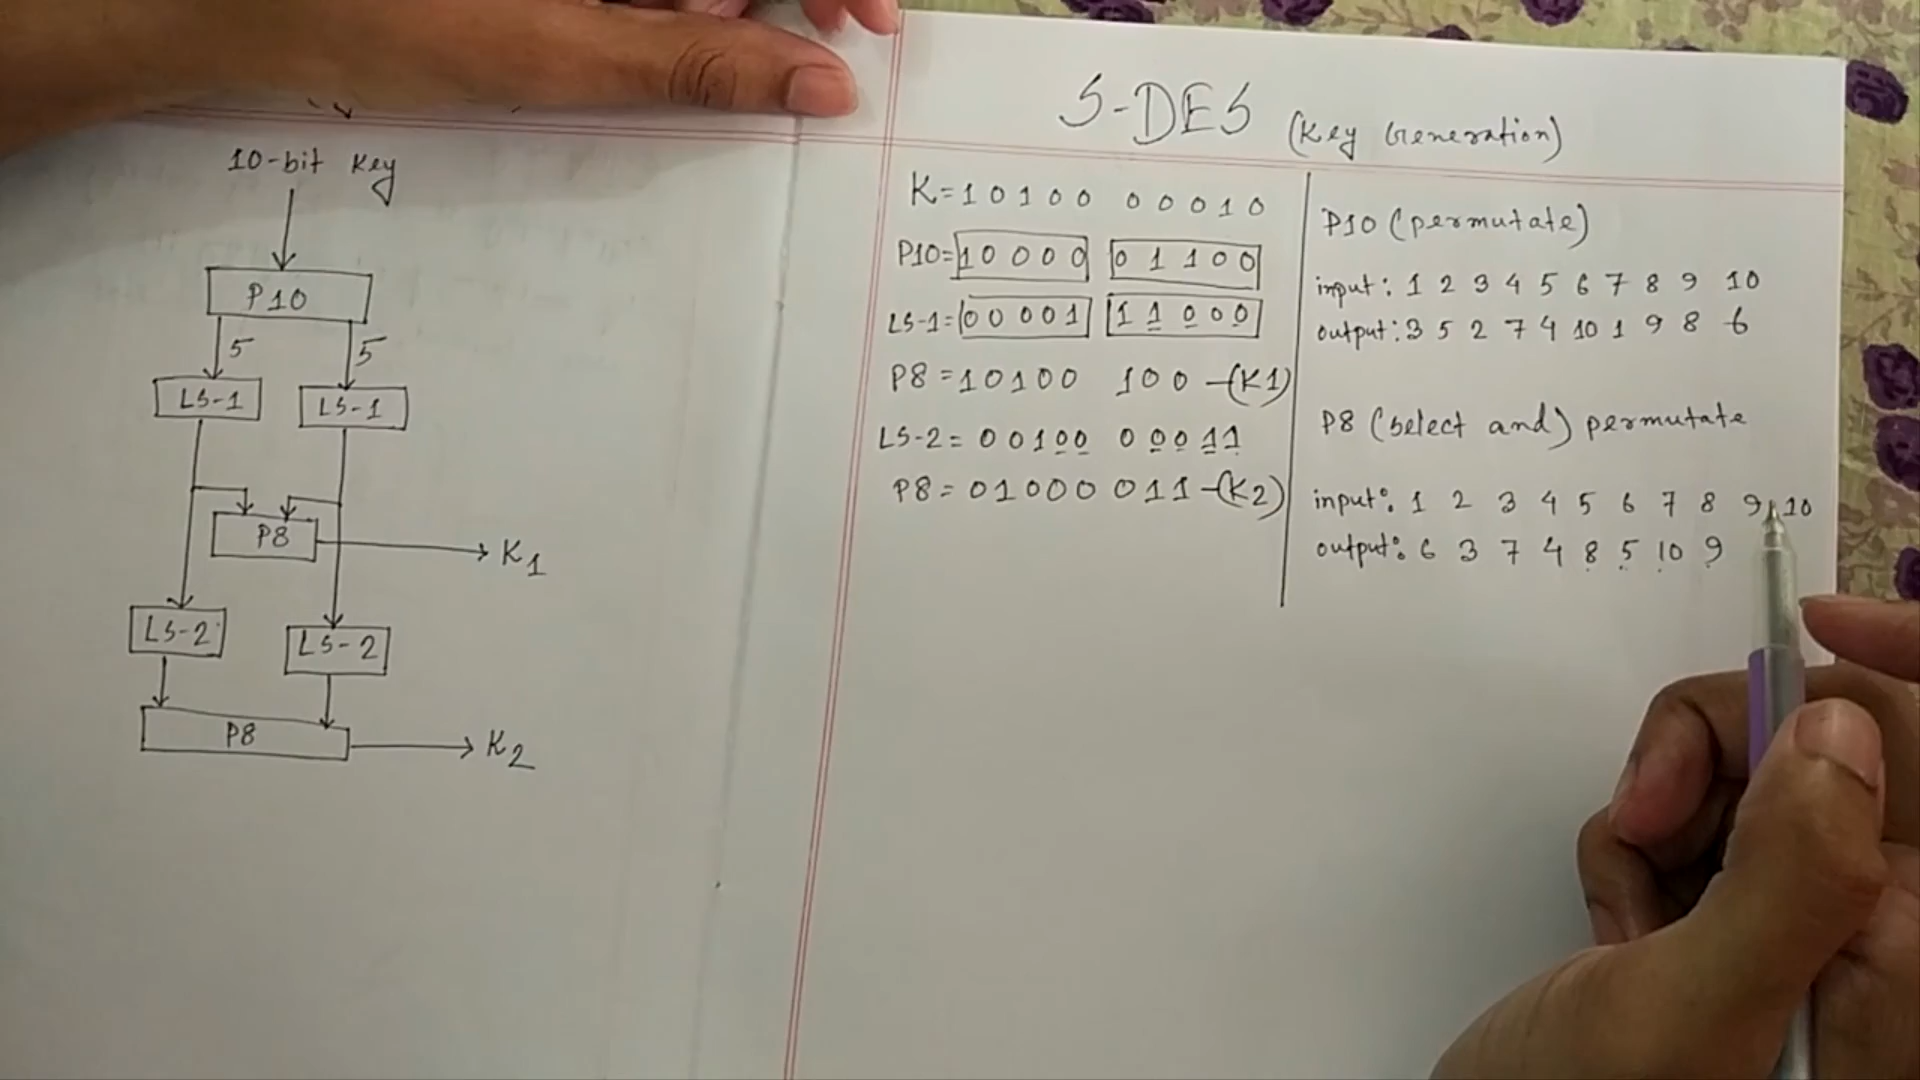 10-bit Key
P10
5 5
LS-1 LS-1
P8
K1
LS-2 LS-2
P8
K2
S-DES (Key Generation)
K=10100 00010
P10=10000 01100
LS-1=00001 11000
P8=10100 100-(K1)
LS-2=00100 00011
P8=01000 011-(K2)
P10 (permutate)
input: 1 2 3 4 5 6 7 8 9 10
output: 3 5 2 7 4 10 1 9 8 6
P8 (select and) permutate
input: 1 2 3 4 5 6 7 8 9 10
output: 6 3 7 4 8 5 10 9